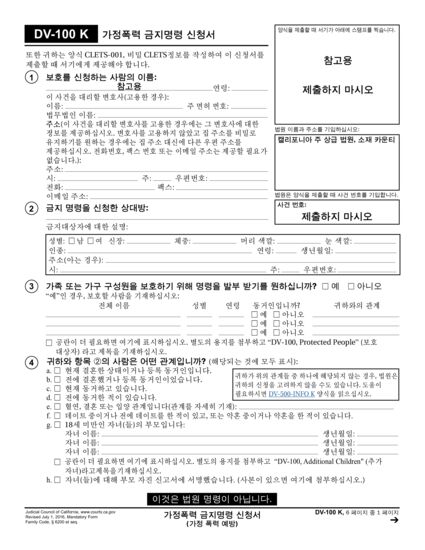 DV-100 K 가정폭력 금지명령 신청서
양식을 제출할 때 서기가 아래에 스탬프를 찍습니다.
참고용
제출하지 마시오
또한 귀하는 양식 CLETS-001, 비밀 CLETS정보를 작성하여 이 신청서를
제출할 때 서기에게 제공해야 합니다.
1 보호를 신청하는 사람의 이름:
참고용 연령:
이 사건을 대리할 변호사(고용한 경우):
이름: 주 면허 번호:
법무법인 이름:
주소(이 사건을 대리할 변호사를 고용한 경우에는 그 변호사에 대한
정보를 제공하십시오. 변호사를 고용하지 않았고 집 주소를 비밀로
유지하기를 원하는 경우에는 집 주소 대신에 다른 우편 주소를
제공하십시오. 전화번호, 팩스 번호 또는 이메일 주소는 제공할 필요가
없습니다.):
주소:
시: 주: 우편번호:
전화: 팩스:
이메일 주소:
법원 이름과 주소를 기입하십시오:
캘리포니아 주 상급 법원, 소재 카운티
법원은 양식을 제출할 때 사건 번호를 기입합니다.
사건 번호:
제출하지 마시오
2 금지 명령을 신청한 상대방:
금지대상자에 대한 설명:
성별: 남 여 신장: 체중: 머리 색깔: 눈 색깔:
인종: 연령: 생년월일:
주소(아는 경우):
시: 주: 우편번호:
3 가족 또는 가구 구성원을 보호하기 위해 명령을 발부 받기를 원하십니까? 예 아니오
"예"인 경우, 보호할 사람을 기재하십시오:
전체 이름 성별 연령 동거인입니까? 귀하와의 관계
예 아니오
예 아니오
예 아니오
공란이 더 필요하면 여기에 표시하십시오. 별도의 용지를 첨부하고 "DV-100, Protected People" (보호
대상자) 라고 제목을 기재하십시오.
4 귀하와 항목 ②의 사람은 어떤 관계입니까? (해당되는 것에 모두 표시):
a. 현재 결혼한 상태이거나 등록 동거인입니다.
b. 전에 결혼했거나 등록 동거인이었습니다.
c. 현재 동거하고 있습니다.
d. 전에 동거한 적이 있습니다.
귀하가 위의 관계들 중 하나에 해당되지 않는 경우, 법원은
귀하의 신청을 고려하지 않을 수도 있습니다. 도움이
필요하시면 DV-500-INFO K 양식을 읽으십시오.
e. 혈연, 결혼 또는 입양 관계입니다(관계를 자세히 기재):
f. 데이트 중이거나 전에 데이트를 한 적이 있고, 또는 약혼 중이거나 약혼을 한 적이 있습니다.
g. 18세 미만인 자녀(들)의 부모입니다:
자녀 이름: 생년월일:
자녀 이름: 생년월일:
자녀 이름: 생년월일:
공란이 더 필요하면 여기에 표시하십시오. 별도의 용지를 첨부하고 "DV-100, Additional Children" (추가
자녀)라고제목을기재하십시오.
h. 자녀(들)에 대해 부모 자진 신고서에 서명했습니다. (사본이 있으면 여기에 첨부하십시오.)
이것은 법원 명령이 아닙니다.
Judicial Council of California, www.courts.ca.gov
Revised July 1, 2016, Mandatory Form
Family Code, § 6200 et seq.
가정폭력 금지명령 신청서
(가정 폭력 예방)
DV-100 K, 6 페이지 중 1 페이지